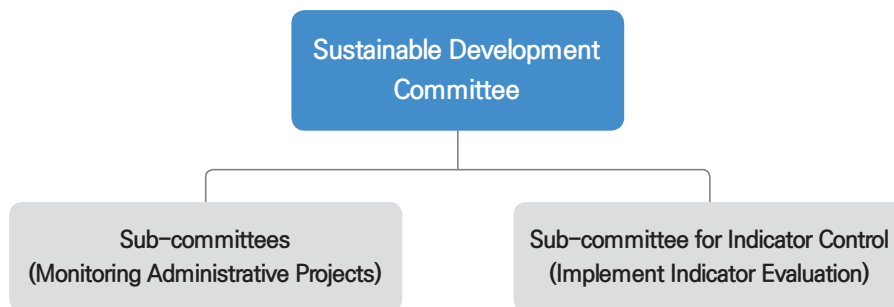 Sustainable Development
Committee
Sub-committees
(Monitoring Administrative Projects)
Sub-committee for Indicator Control
(Implement Indicator Evaluation)